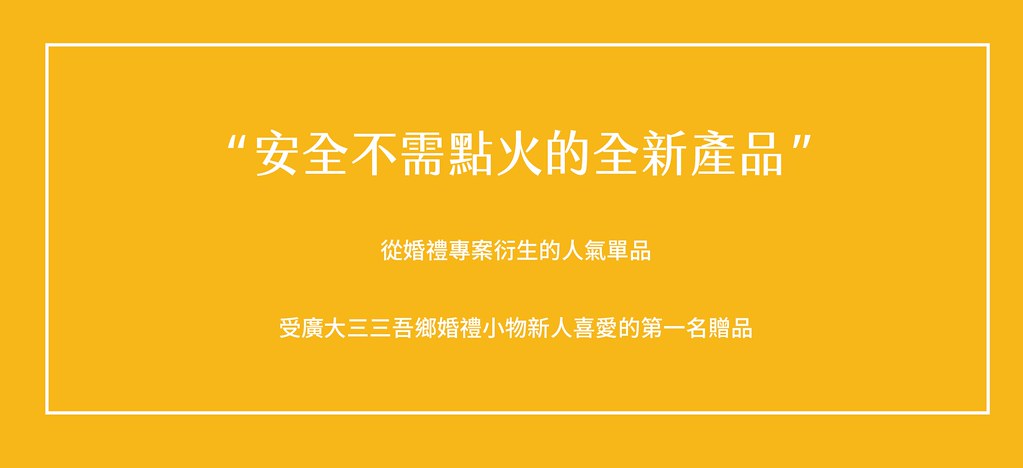 “安全不需點火的全新產品”
從婚禮專案衍生的人氣單品
受廣大三三吾鄉婚禮小物新人喜愛的第一名贈品